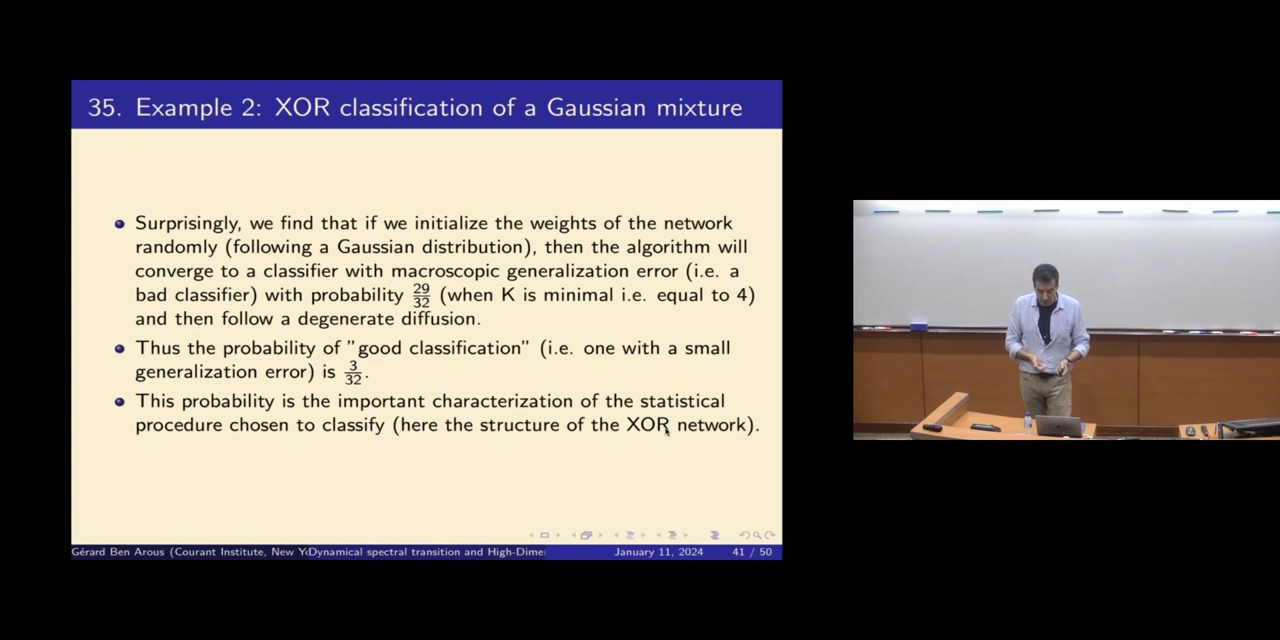 35. Example 2: XOR classification of a Gaussian mixture
Surprisingly, we find that if we initialize the weights of the network
randomly (following a Gaussian distribution), then the algorithm will
converge to a classifier with macroscopic generalization error (i.e. a
bad classifier) with probability 29/32 (when K is minimal i.e. equal to 4)
and then follow a degenerate diffusion.
Thus the probability of "good classification" (i.e. one with a small
generalization error) is 3/32.
This probability is the important characterization of the statistical
procedure chosen to classify (here the structure of the XOR network).
Gérard Ben Arous (Courant Institute, New Yo Dynamical spectral transition and High-Dime January 11, 2024 41 / 50